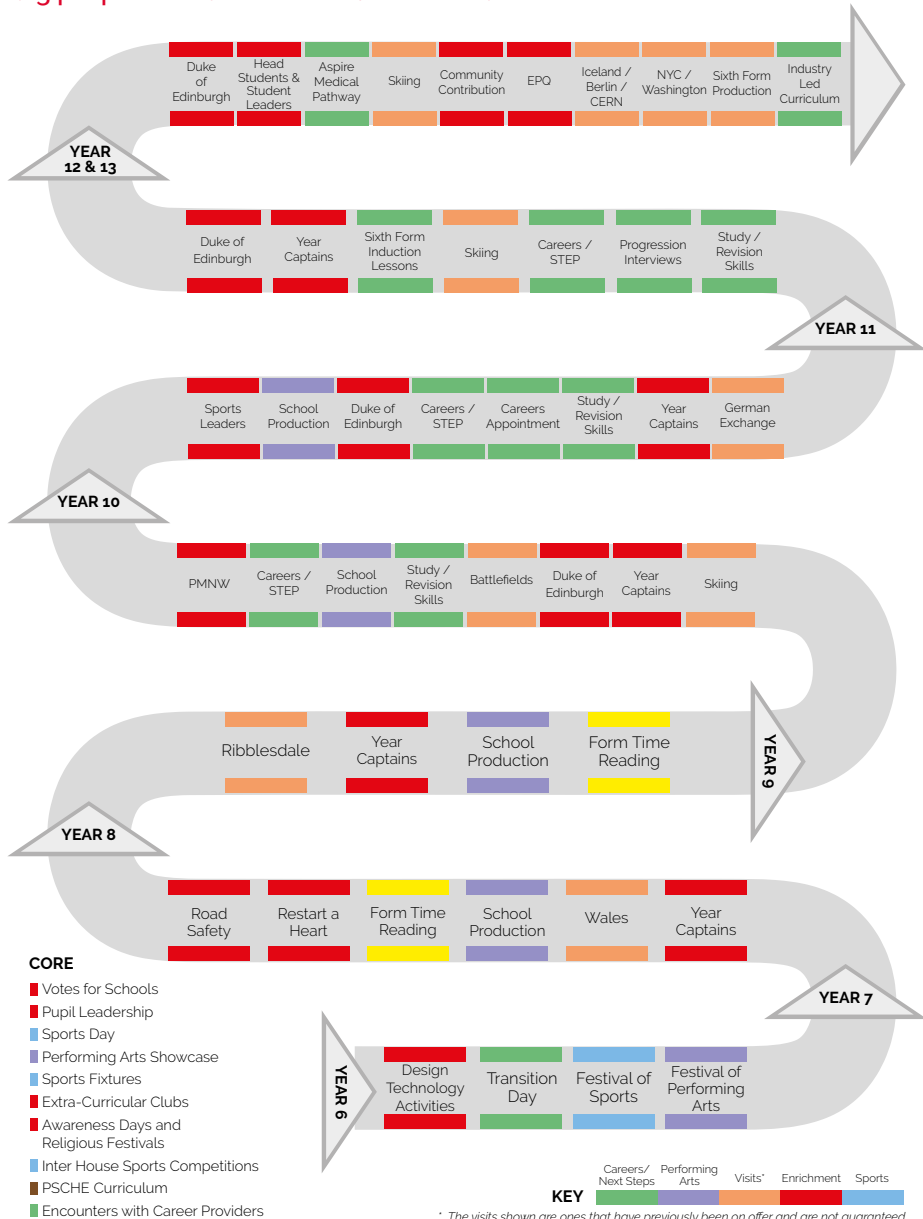 Duke
of
Edinburgh
Head
Students &
Student
Leaders
Aspire
Medical
Pathway
Skiing
Community
Contribution
EPQ
Iceland /
Berlin /
CERN
NYC /
Washington
Sixth Form
Production
Industry
Led
Curriculum
YEAR
12 & 13
Duke of
Edinburgh
Year
Captains
Sixth Form
Induction
Lessons
Skiing
Careers /
STEP
Progression
Interviews
Study /
Revision
Skills
YEAR 11
Sports
Leaders
School
Production
Duke of
Edinburgh
Careers /
STEP
Careers
Appointment
Study /
Revision
Skills
Year
Captains
German
Exchange
YEAR 10
PMNW
Careers /
STEP
School
Production
Study /
Revision
Skills
Battlefields
Duke of
Edinburgh
Year
Captains
Skiing
Ribblesdale
Year
Captains
School
Production
Form Time
Reading
YEAR 9
YEAR 8
Road
Safety
Restart a
Heart
Form Time
Reading
School
Production
Wales
Year
Captains
YEAR 7
YEAR 6
Design
Technology
Activities
Transition
Day
Festival of
Sports
Festival of
Performing
Arts
CORE
Votes for Schools
Pupil Leadership
Sports Day
Performing Arts Showcase
Sports Fixtures
Extra-Curricular Clubs
Awareness Days and
Religious Festivals
Inter House Sports Competitions
PSCHE Curriculum
Encounters with Career Providers
KEY
Careers/
Next Steps
Performing
Arts
Visits*
Enrichment
Sports
* The visits shown are ones that have previously been on offer and are not guaranteed